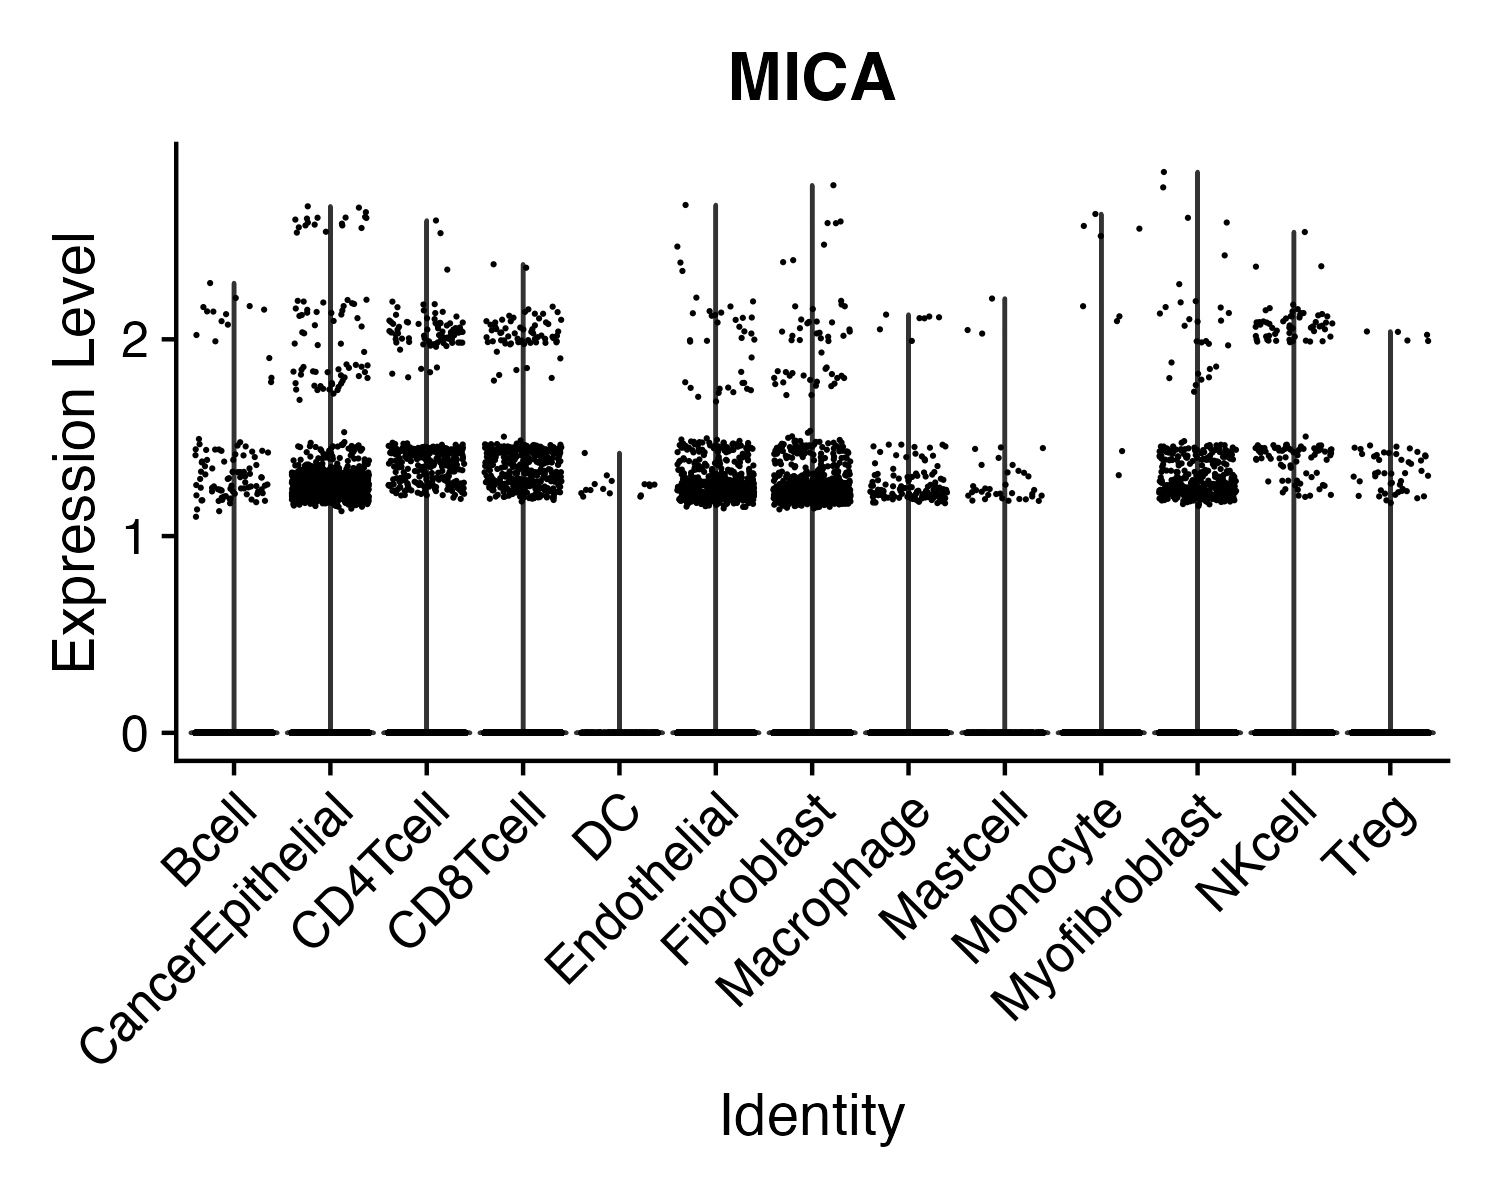 MICA
Expression Level
2
1
0
Bcell
CancerEpithelial
CD4Tcell
CD8Tcell
DC
Endothelial
Fibroblast
Macrophage
Mastcell
Monocyte
Myofibroblast
NKcell
Treg
Identity